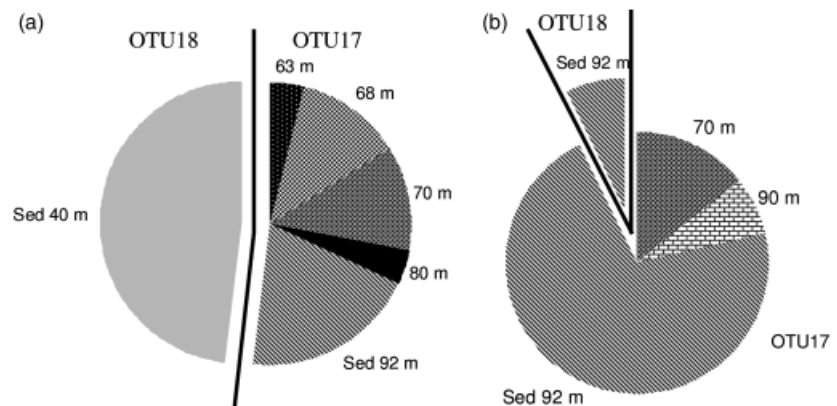 (a)
OTU18
OTU17
63 m
68 m
70 m
80 m
Sed 92 m
Sed 40 m
(b)
OTU18
Sed 92 m
70 m
90 m
OTU17
Sed 92 m